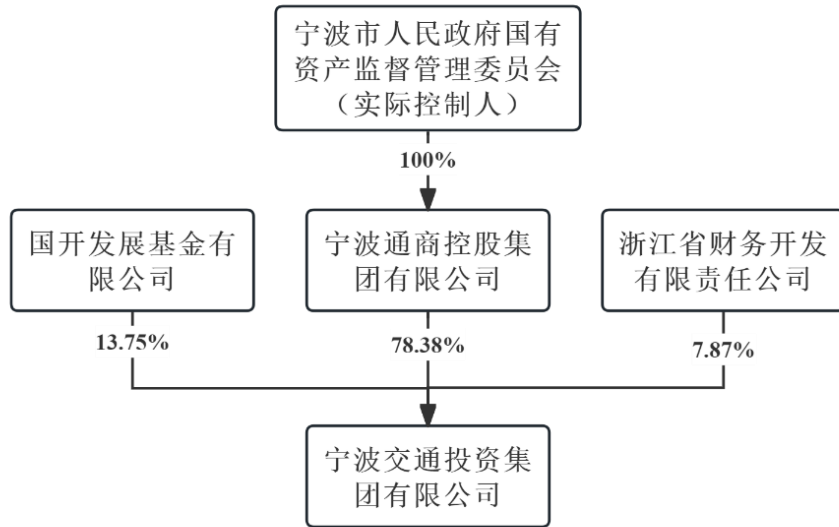 宁波市人民政府国有
资产监督管理委员会
（实际控制人）
100%
国开发展基金有
限公司
宁波通商控股集
团有限公司
浙江省财务开发
有限责任公司
13.75%
78.38%
7.87%
宁波交通投资集
团有限公司